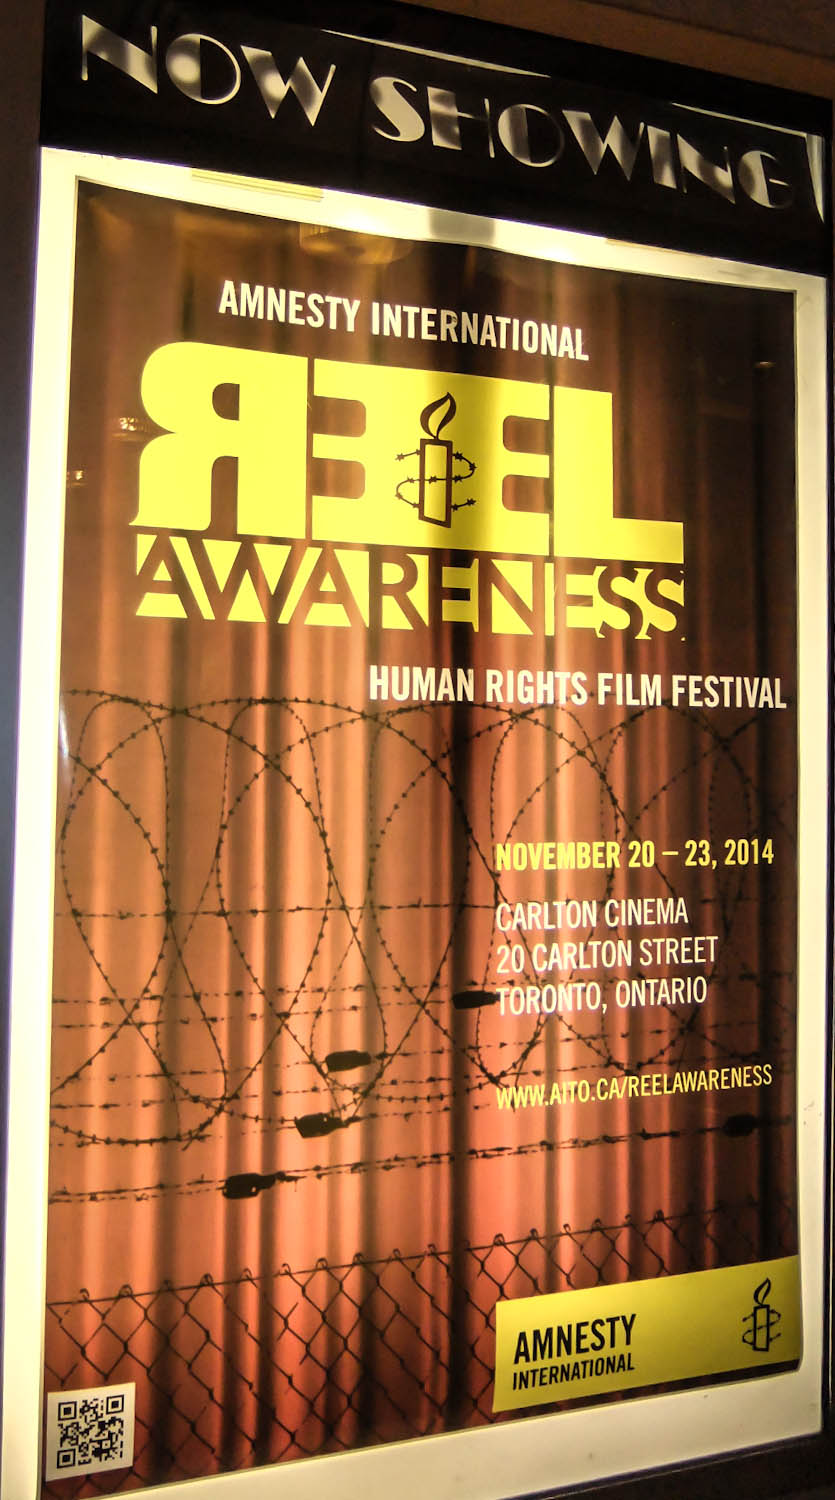 NOW SHOWING
AMNESTY INTERNATIONAL
REEL
AWARENESS
HUMAN RIGHTS FILM FESTIVAL
NOVEMBER 20 – 23, 2014
CARLTON CINEMA
20 CARLTON STREET
TORONTO, ONTARIO
WWW.AITO.CA/REELAWARENESS
AMNESTY
INTERNATIONAL